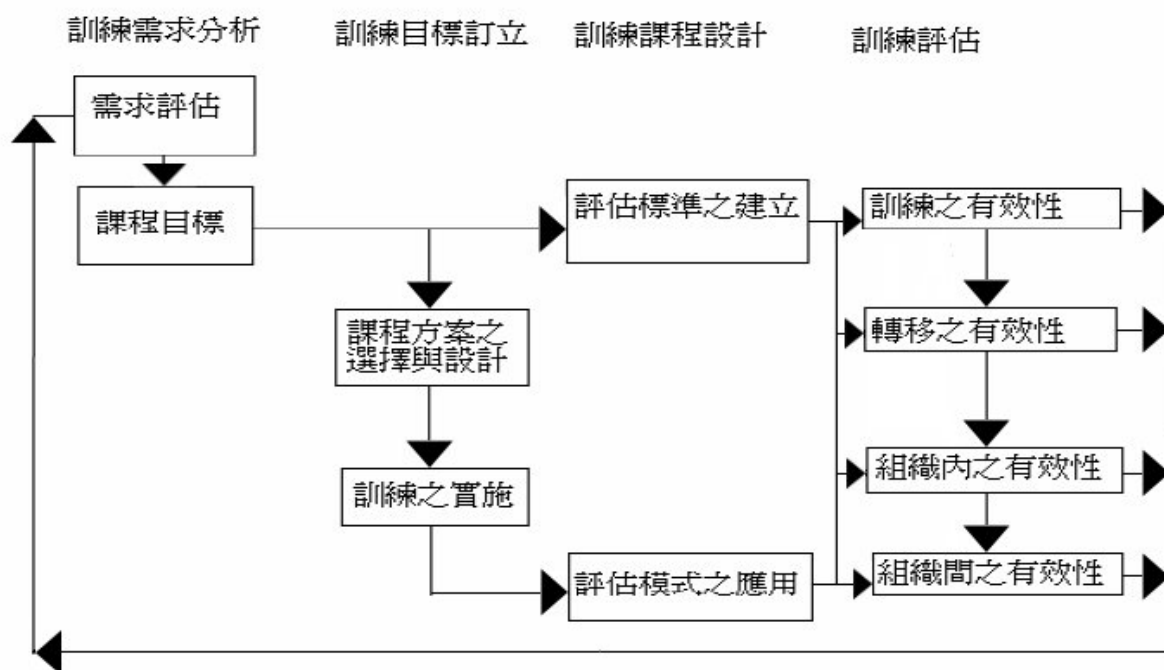 訓練需求分析
訓練目標訂立
訓練課程設計
訓練評估
需求評估
課程目標
課程方案之
選擇與設計
訓練之實施
評估標準之建立
評估模式之應用
訓練之有效性
轉移之有效性
組織內之有效性
組織間之有效性